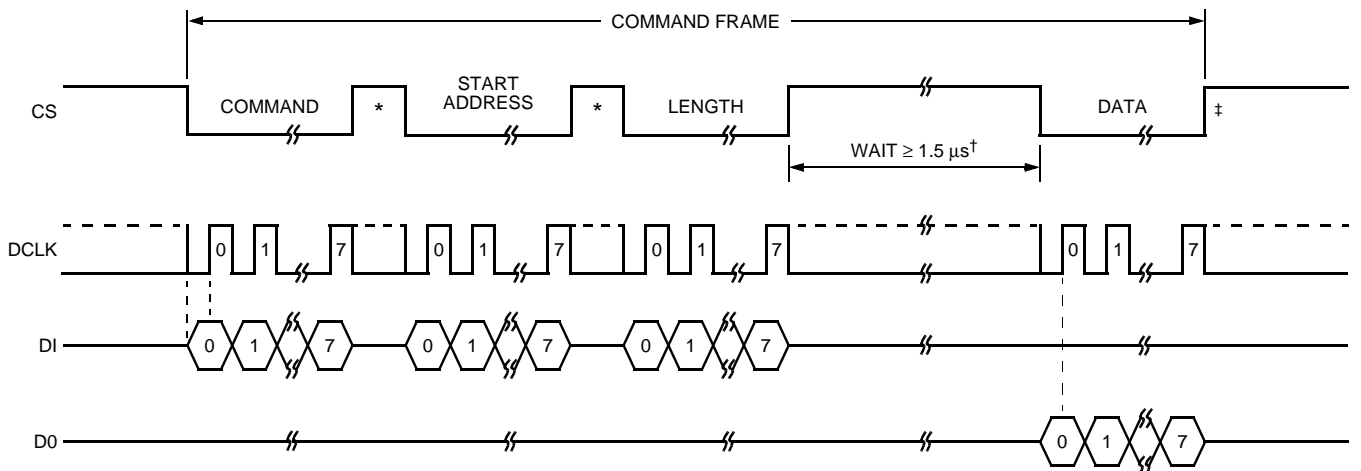 COMMAND FRAME
CS
COMMAND
*
START
ADDRESS
*
LENGTH
DATA
‡
WAIT ≥ 1.5 µs†
DCLK
0 1 7 0 1 7 0 1 7 0 1 7
DI
0 1 7 0 1 7 0 1 7
D0
0 1 7